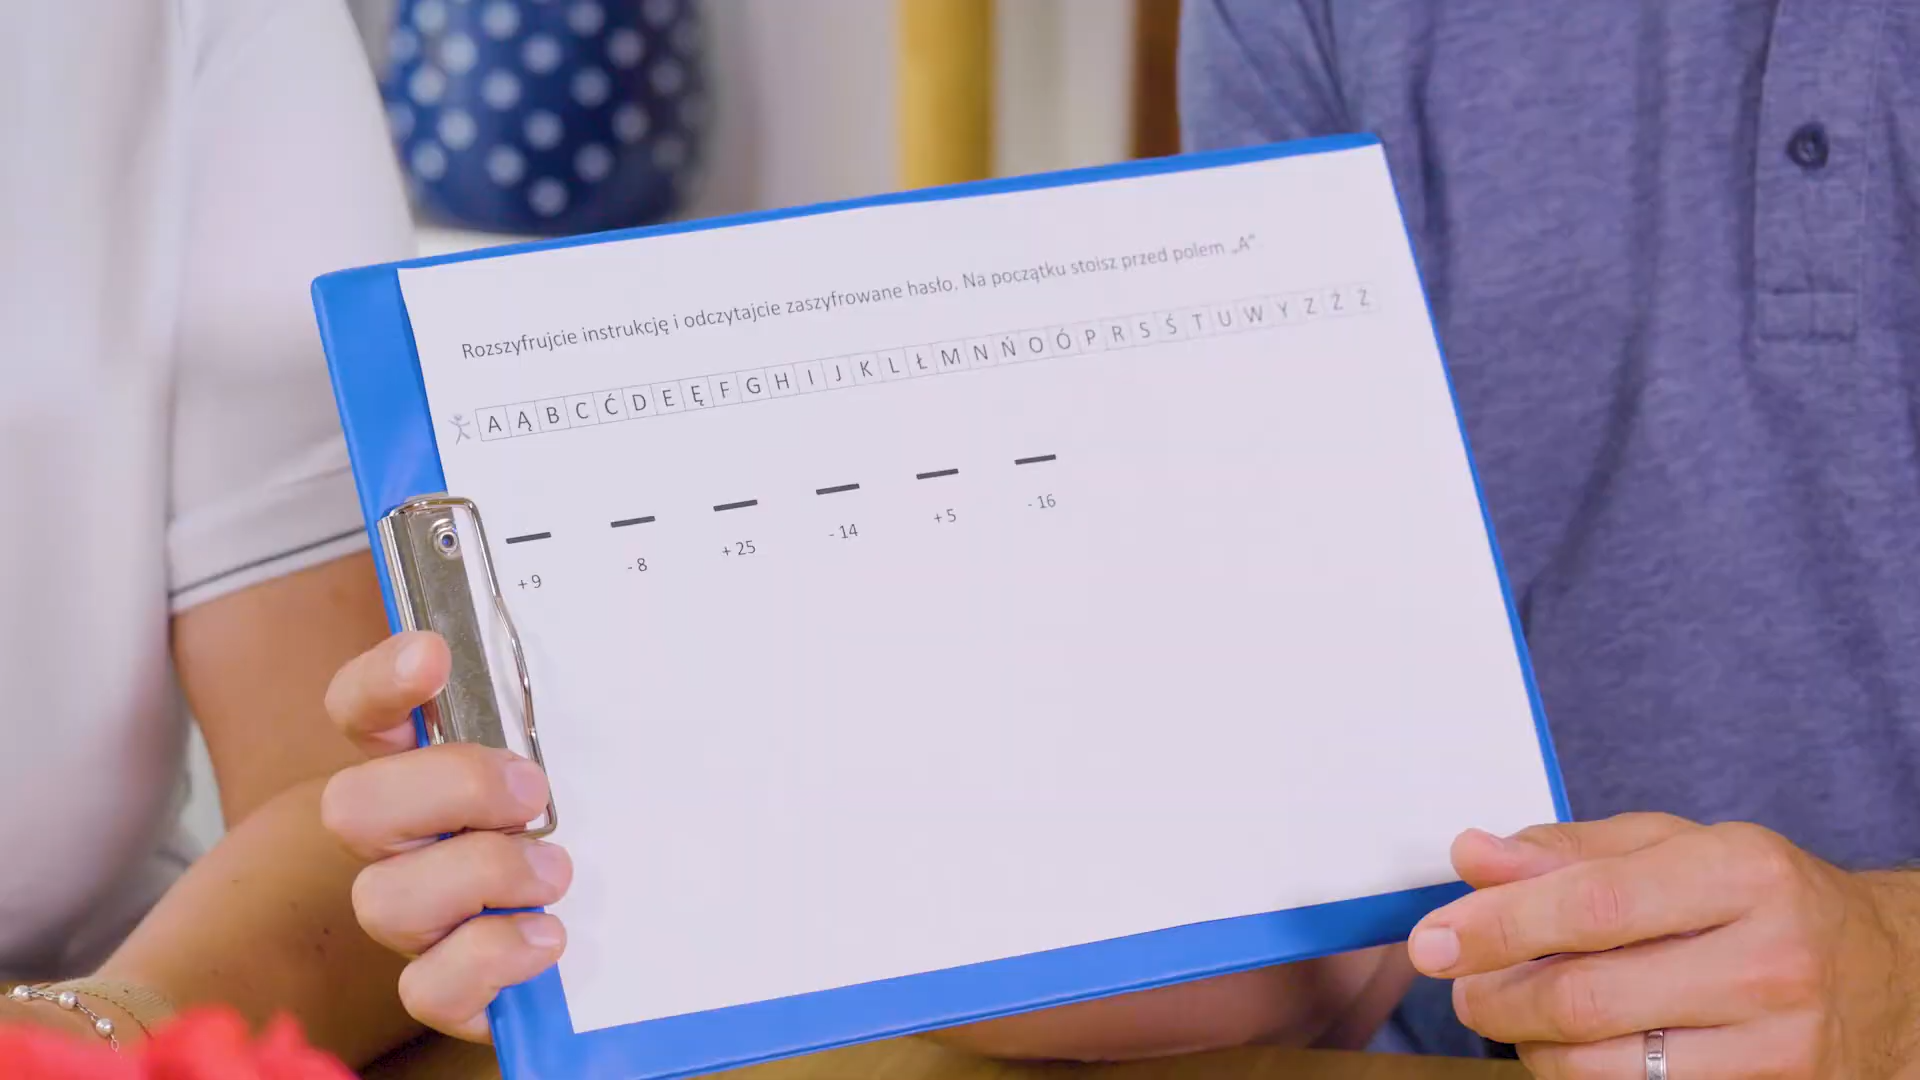 Rozszyfrujcie instrukcję i odczytajcie zaszyfrowane hasło. Na początku stoisz przed polem „A”.
A Ą B C Ć D E Ę F G H I J K L Ł M N Ń O Ó P R S Ś T U W Y Z Ź Ż
+ 9 - 8 + 25 - 14 + 5 - 16